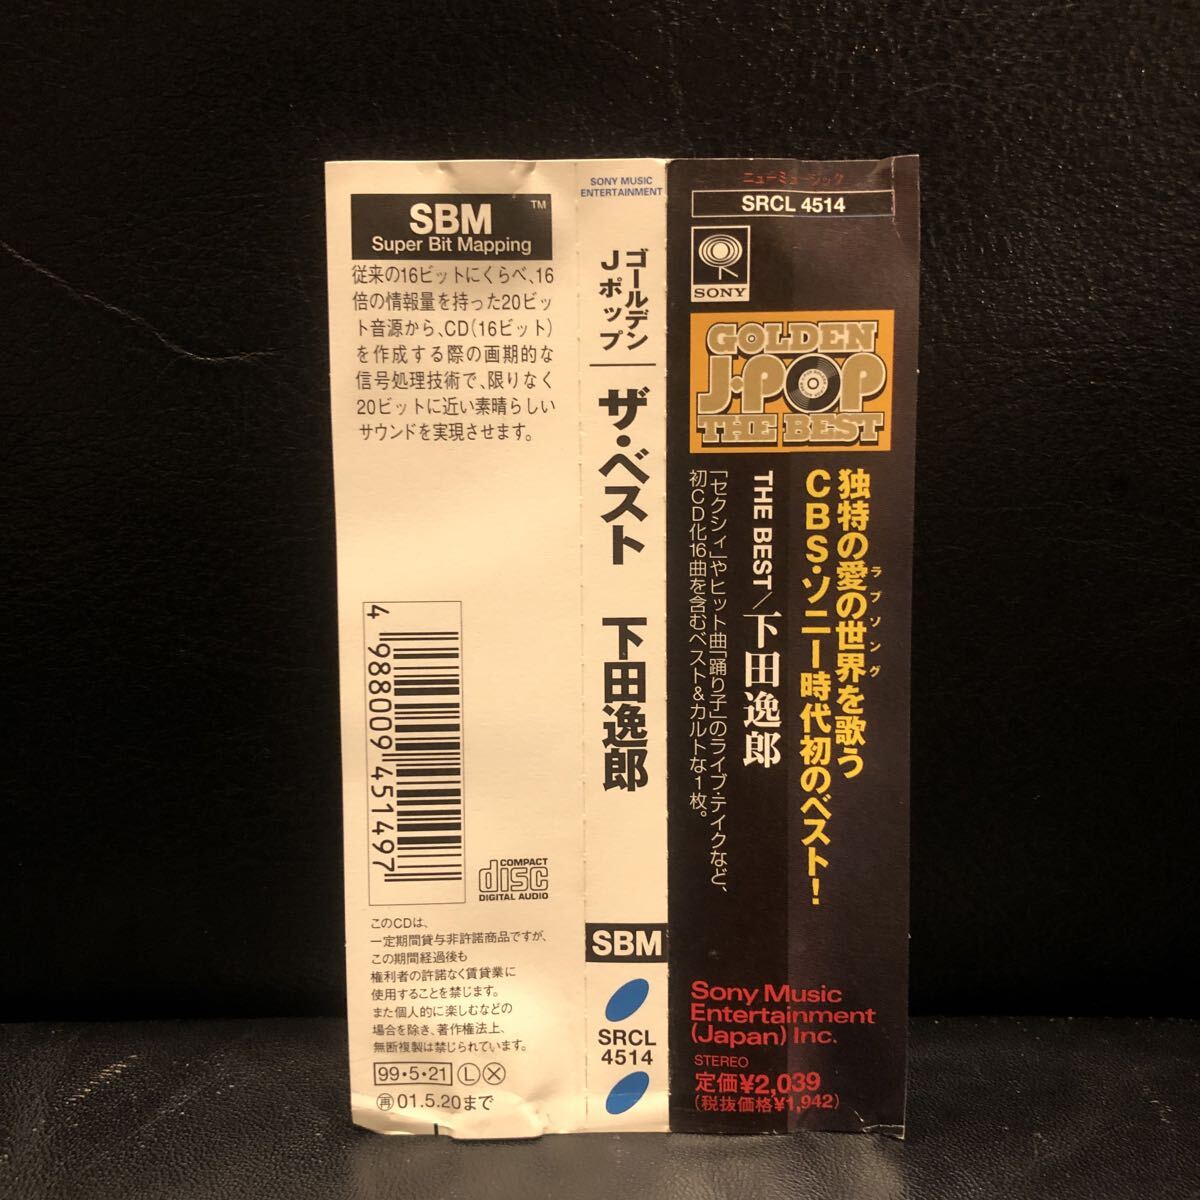 SBM
TM
Super Bit Mapping
従来の16ビットにくらべ、16
倍の情報量を持った20ビッ
ト音源から、CD(16ビット)
を作成する際の画期的な
信号処理技術で、限りなく
20ビットに近い素晴らしい
サウンドを実現させます。
4 988009 451497
COMPACT
disc
DIGITAL AUDIO
このCDは、
一定期間貸与非許諾商品ですが、
この期間経過後も
権利者の許諾なく賃貸業に
使用することを禁じます。
また個人的に楽しむなどの
場合を除き、著作権法上、
無断複製は禁じられています。
99・5・21 Ⓛ Ⓧ
再 01.5.20まで
SONY MUSIC
ENTERTAINMENT
ゴールデン
Jポップ
ザ・ベスト 下田逸郎
SBM
SRCL
4514
ニューミュージック
SRCL 4514
SONY
GOLDEN
J・POP
THE BEST
独特の愛の世界を歌う
ラブソング
CBS・ソニー時代初のベスト!
THE BEST/下田逸郎
「セクシィ」やヒット曲「踊り子」のライブ・テイクなど、
初CD化16曲を含むベスト&カルトな1枚。
Sony Music
Entertainment
(Japan) Inc.
STEREO
定価¥2,039
(税抜価格¥1,942)